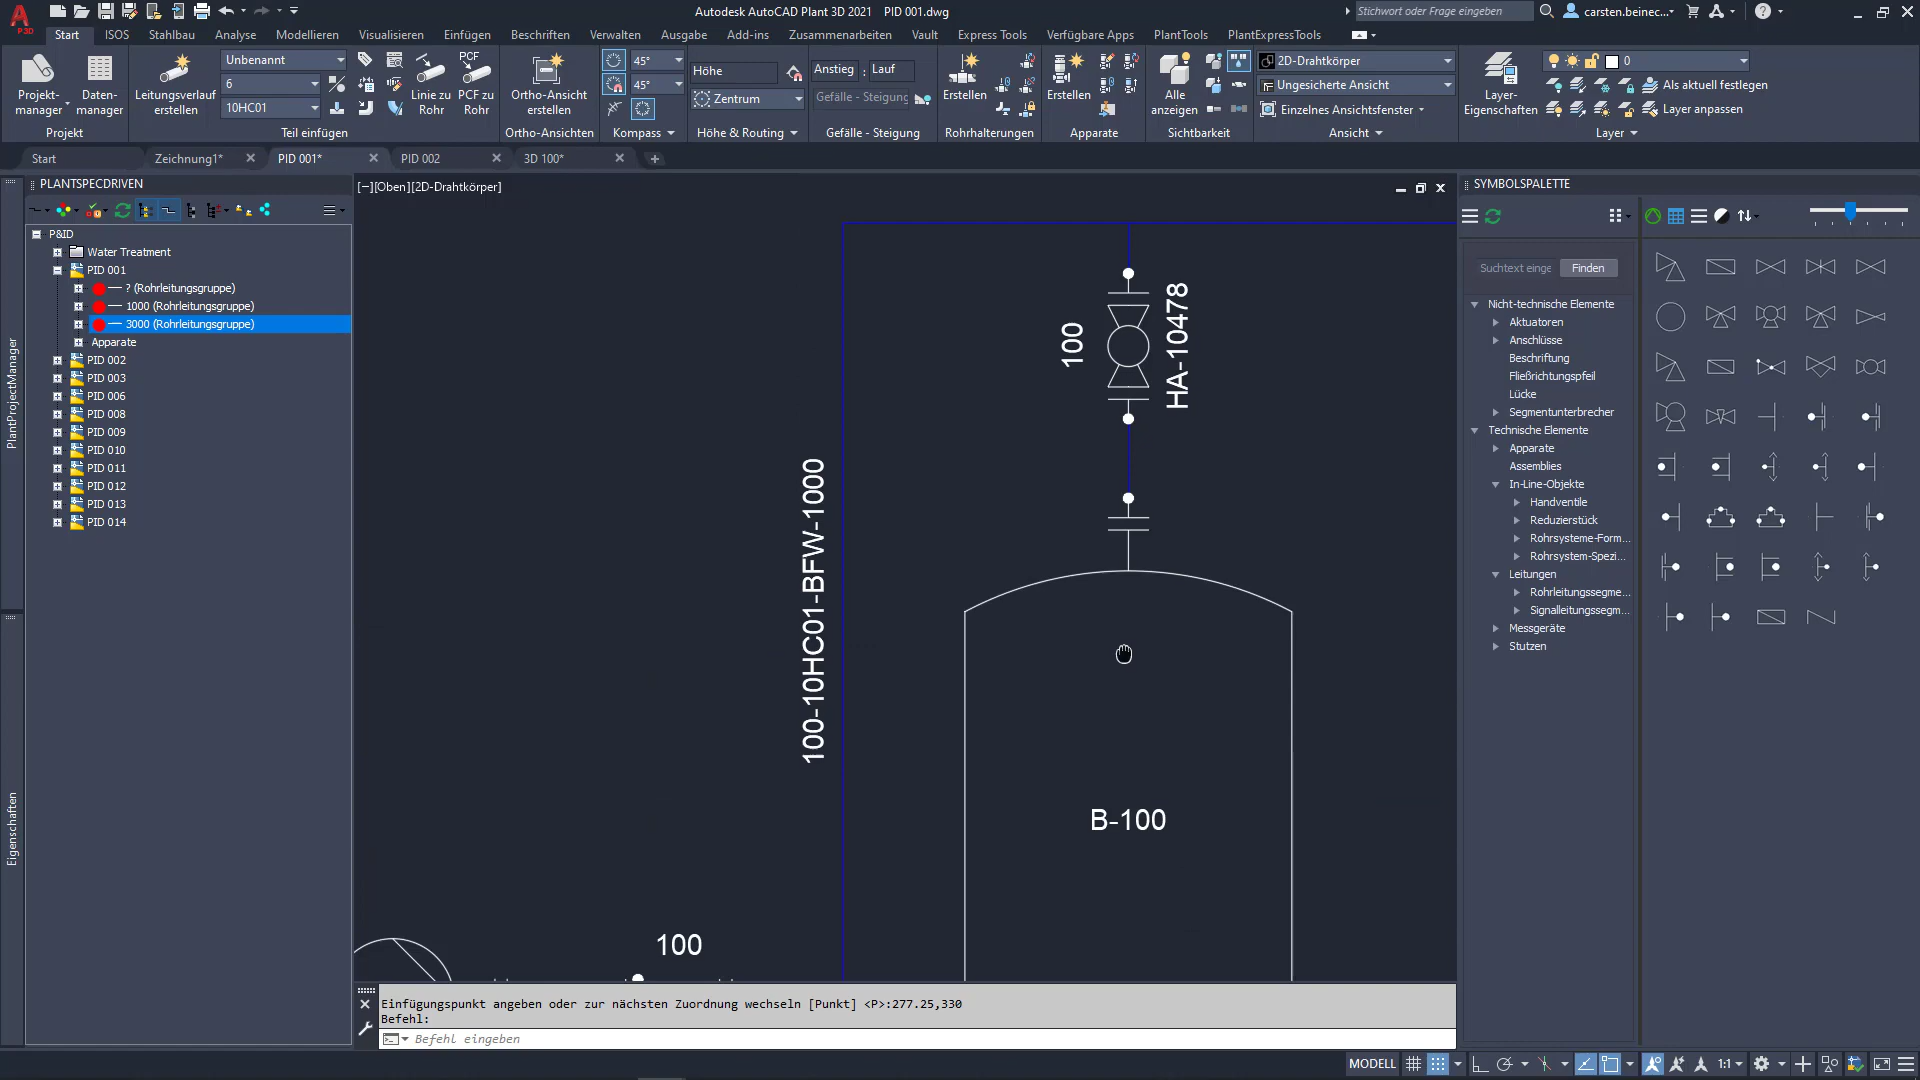 Autodesk AutoCAD Plant 3D 2021 PID 001.dwg
Stichwort oder Frage eingeben
carsten.beinec...
P3D
Start
ISOS
Stahlbau
Analyse
Modellieren
Visualisieren
Einfügen
Beschriften
Verwalten
Ausgabe
Add-ins
Zusammenarbeiten
Vault
Express Tools
Verfügbare Apps
PlantTools
PlantExpressTools
Projekt-
manager
Daten-
manager
Projekt
Leitungsverlauf
erstellen
Unbenannt
6
10HC01
Linie zu
Rohr
PCF
PCF zu
Rohr
Teil einfügen
Ortho-Ansicht
erstellen
Ortho-Ansichten
45°
45°
Kompass
Höhe
Zentrum
Höhe & Routing
Anstieg : Lauf
Gefälle - Steigung
Gefälle - Steigung
Erstellen
Rohrhalterungen
Erstellen
Apparate
Alle
anzeigen
Sichtbarkeit
2D-Drahtkörper
Ungesicherte Ansicht
Einzelnes Ansichtsfenster
Ansicht
Layer-
Eigenschaften
0
Als aktuell festlegen
Layer anpassen
Layer
Start
Zeichnung1*
PID 001*
PID 002
3D 100*
PLANTSPECDRIVEN
P&ID
Water Treatment
PID 001
? (Rohrleitungsgruppe)
1000 (Rohrleitungsgruppe)
3000 (Rohrleitungsgruppe)
Apparate
PID 002
PID 003
PID 006
PID 008
PID 009
PID 010
PID 011
PID 012
PID 013
PID 014
PlantProjectManager
Eigenschaften
[−][Oben][2D-Drahtkörper]
100
HA-10478
100-10HC01-BFW-1000
B-100
100
Einfügungspunkt angeben oder zur nächsten Zuordnung wechseln [Punkt] <P>:277.25,330
Befehl:
Befehl eingeben
SYMBOLSPALETTE
Suchtext einge
Finden
Nicht-technische Elemente
Aktuatoren
Anschlüsse
Beschriftung
Fließrichtungspfeil
Lücke
Segmentunterbrecher
Technische Elemente
Apparate
Assemblies
In-Line-Objekte
Handventile
Reduzierstück
Rohrsysteme-Form...
Rohrsystem-Spezi...
Leitungen
Rohrleitungssegme...
Signalleitungssegm...
Messgeräte
Stutzen
MODELL
1:1